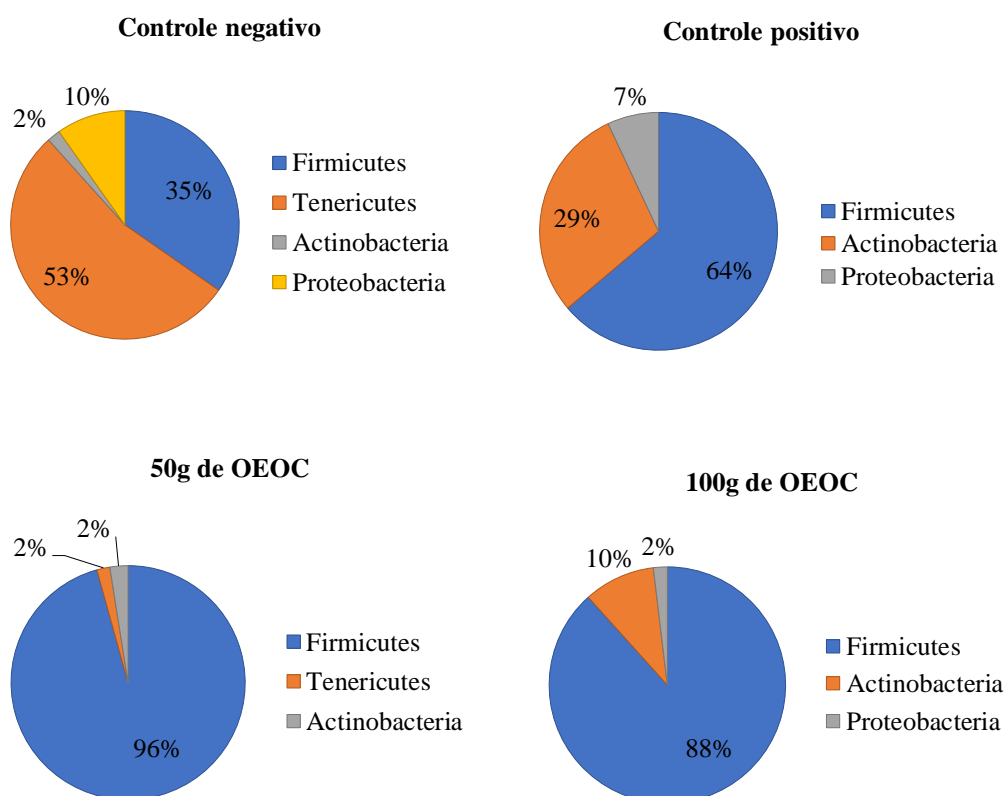 Controle negativo
10%
2%
35%
53%
Firmicutes
Tenericutes
Actinobacteria
Proteobacteria
Controle positivo
7%
29%
64%
Firmicutes
Actinobacteria
Proteobacteria
50g de OEOC
2%
2%
96%
Firmicutes
Tenericutes
Actinobacteria
100g de OEOC
10%
2%
88%
Firmicutes
Actinobacteria
Proteobacteria